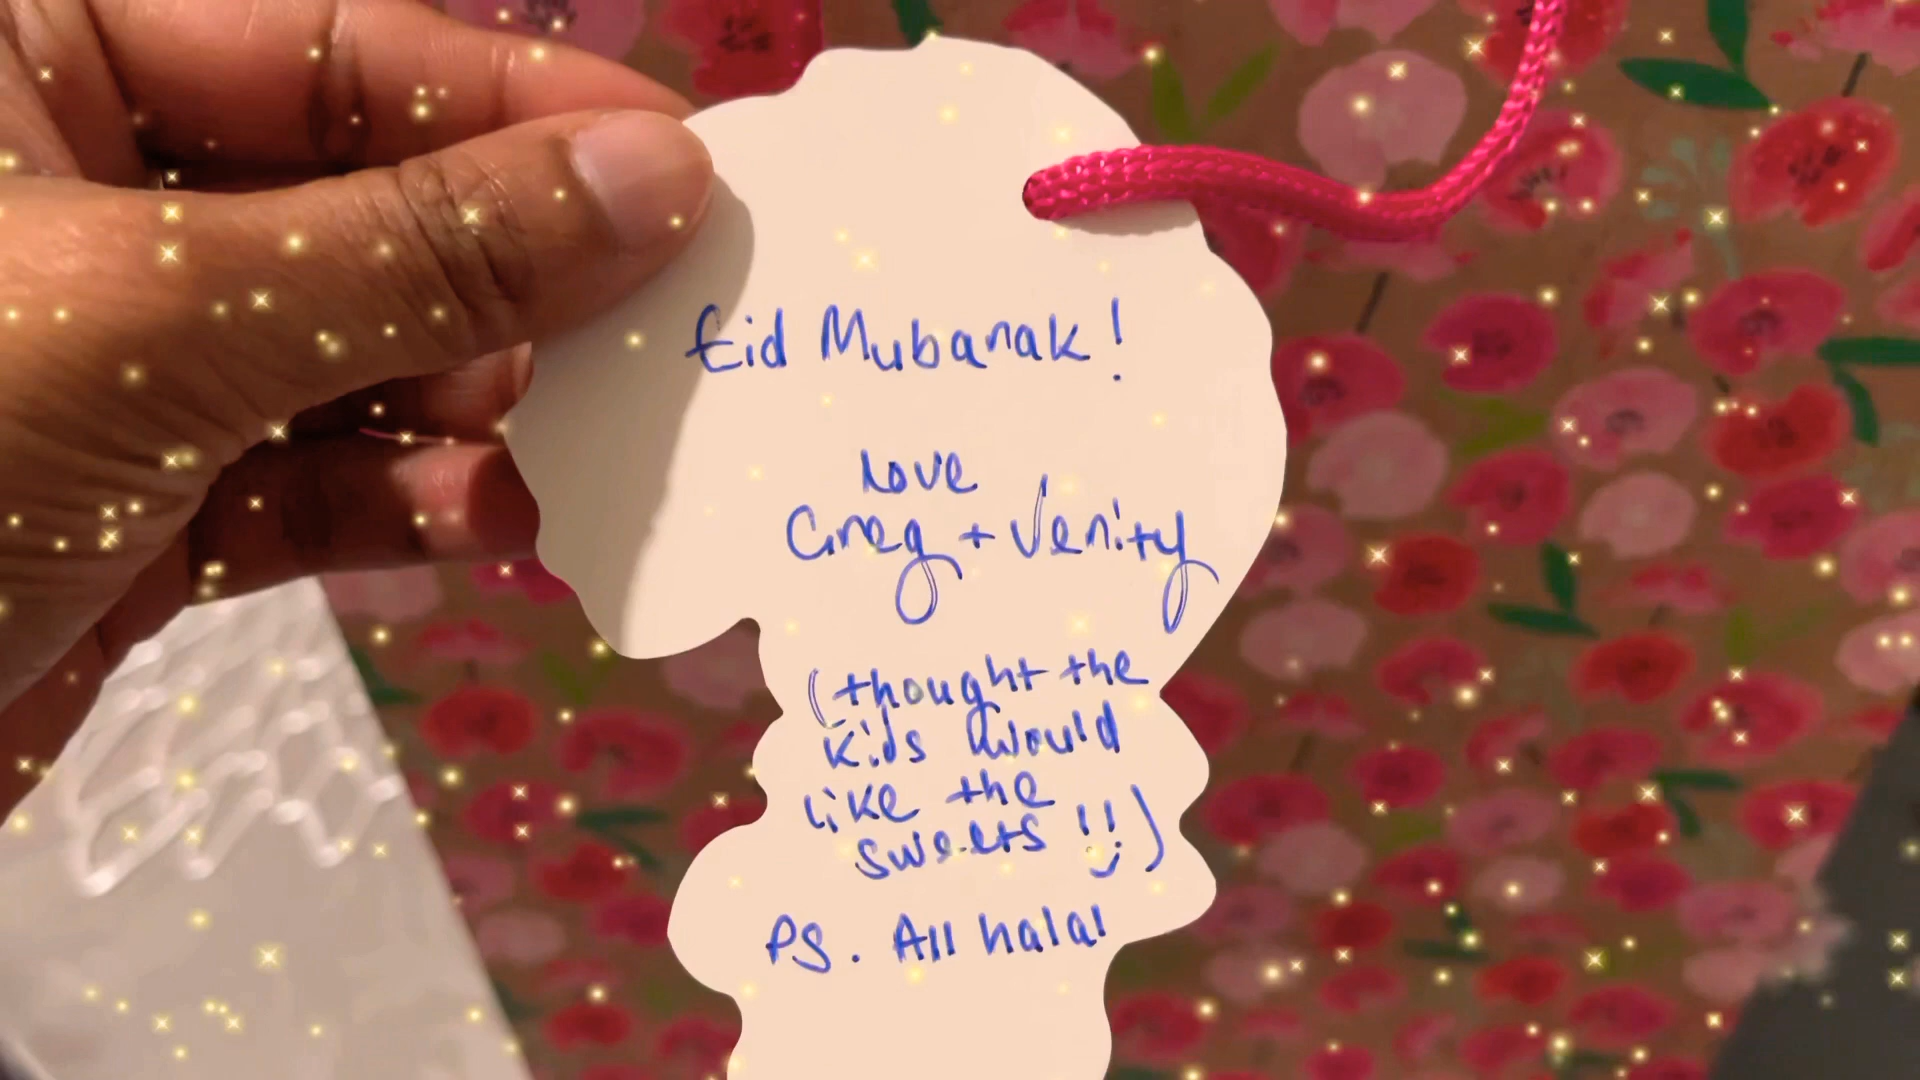 Eid Mubarak!
love
Greg + Verity
(thought the
kids would
like the
sweets !!)
PS. All halal